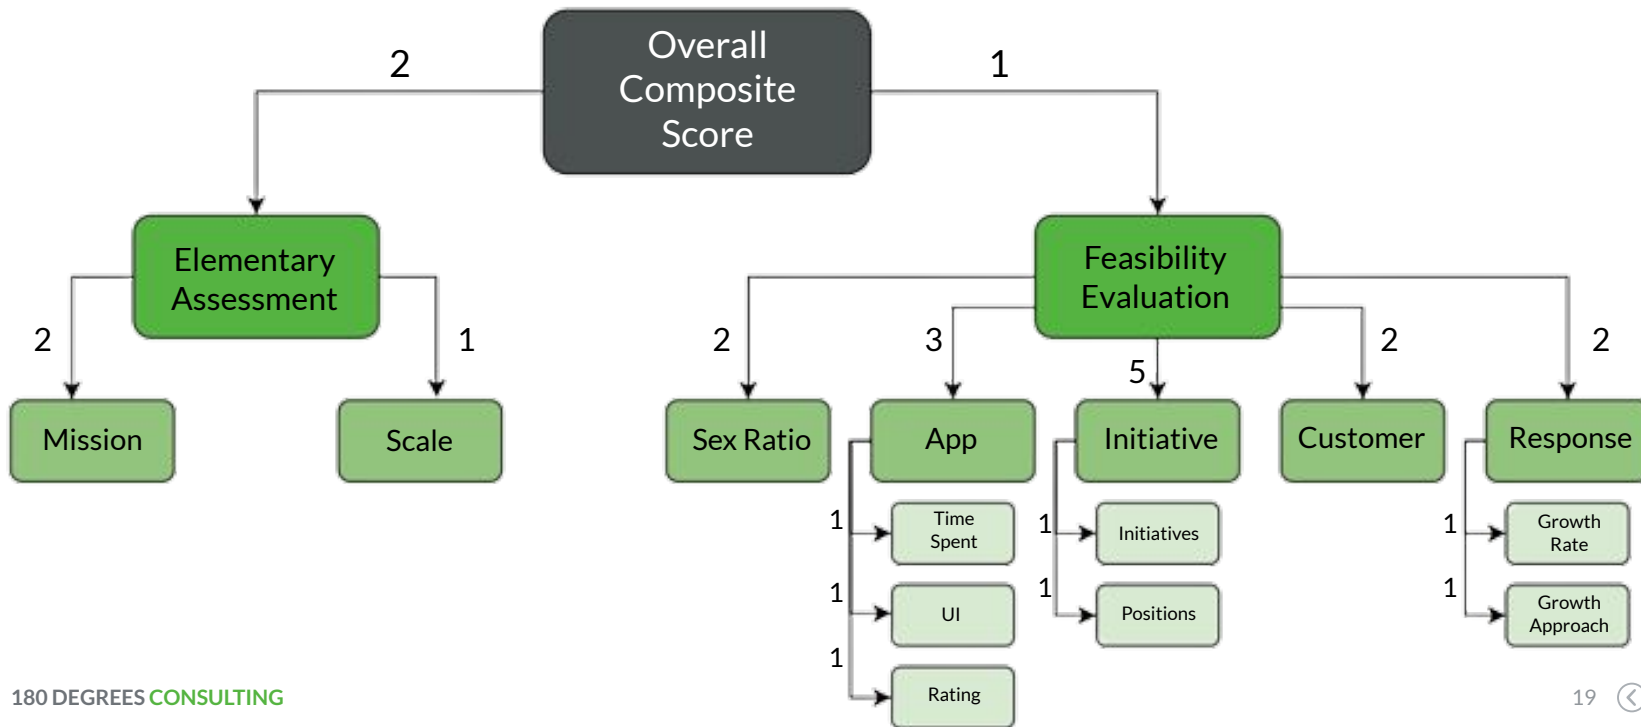 Overall
Composite
Score
2
1
Elementary
Assessment
Feasibility
Evaluation
2
1
2
3
5
2
2
Mission
Scale
Sex Ratio
App
Initiative
Customer
Response
1
Time
Spent
1
Initiatives
1
Growth
Rate
1
UI
1
Positions
1
Growth
Approach
1
Rating
180 DEGREES CONSULTING
19